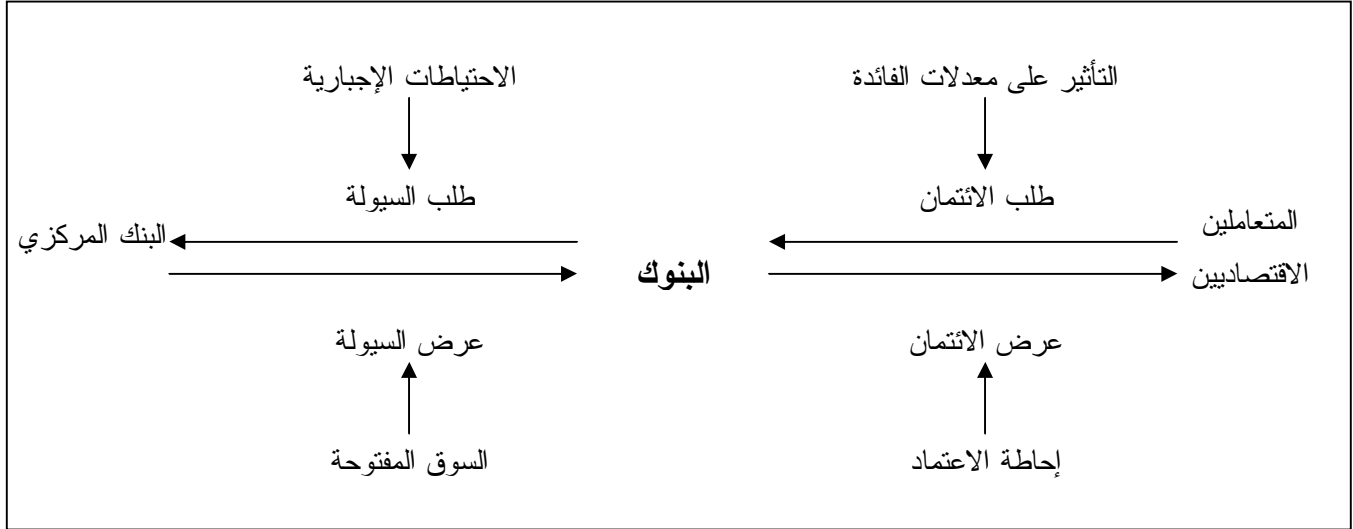 التأثير على معدلات الفائدة
الاحتياطات الإجبارية
طلب الائتمان
طلب السيولة
المتعاملين
الاقتصاديين
البنوك
البنك المركزي
عرض الائتمان
عرض السيولة
إحاطة الاعتماد
السوق المفتوحة